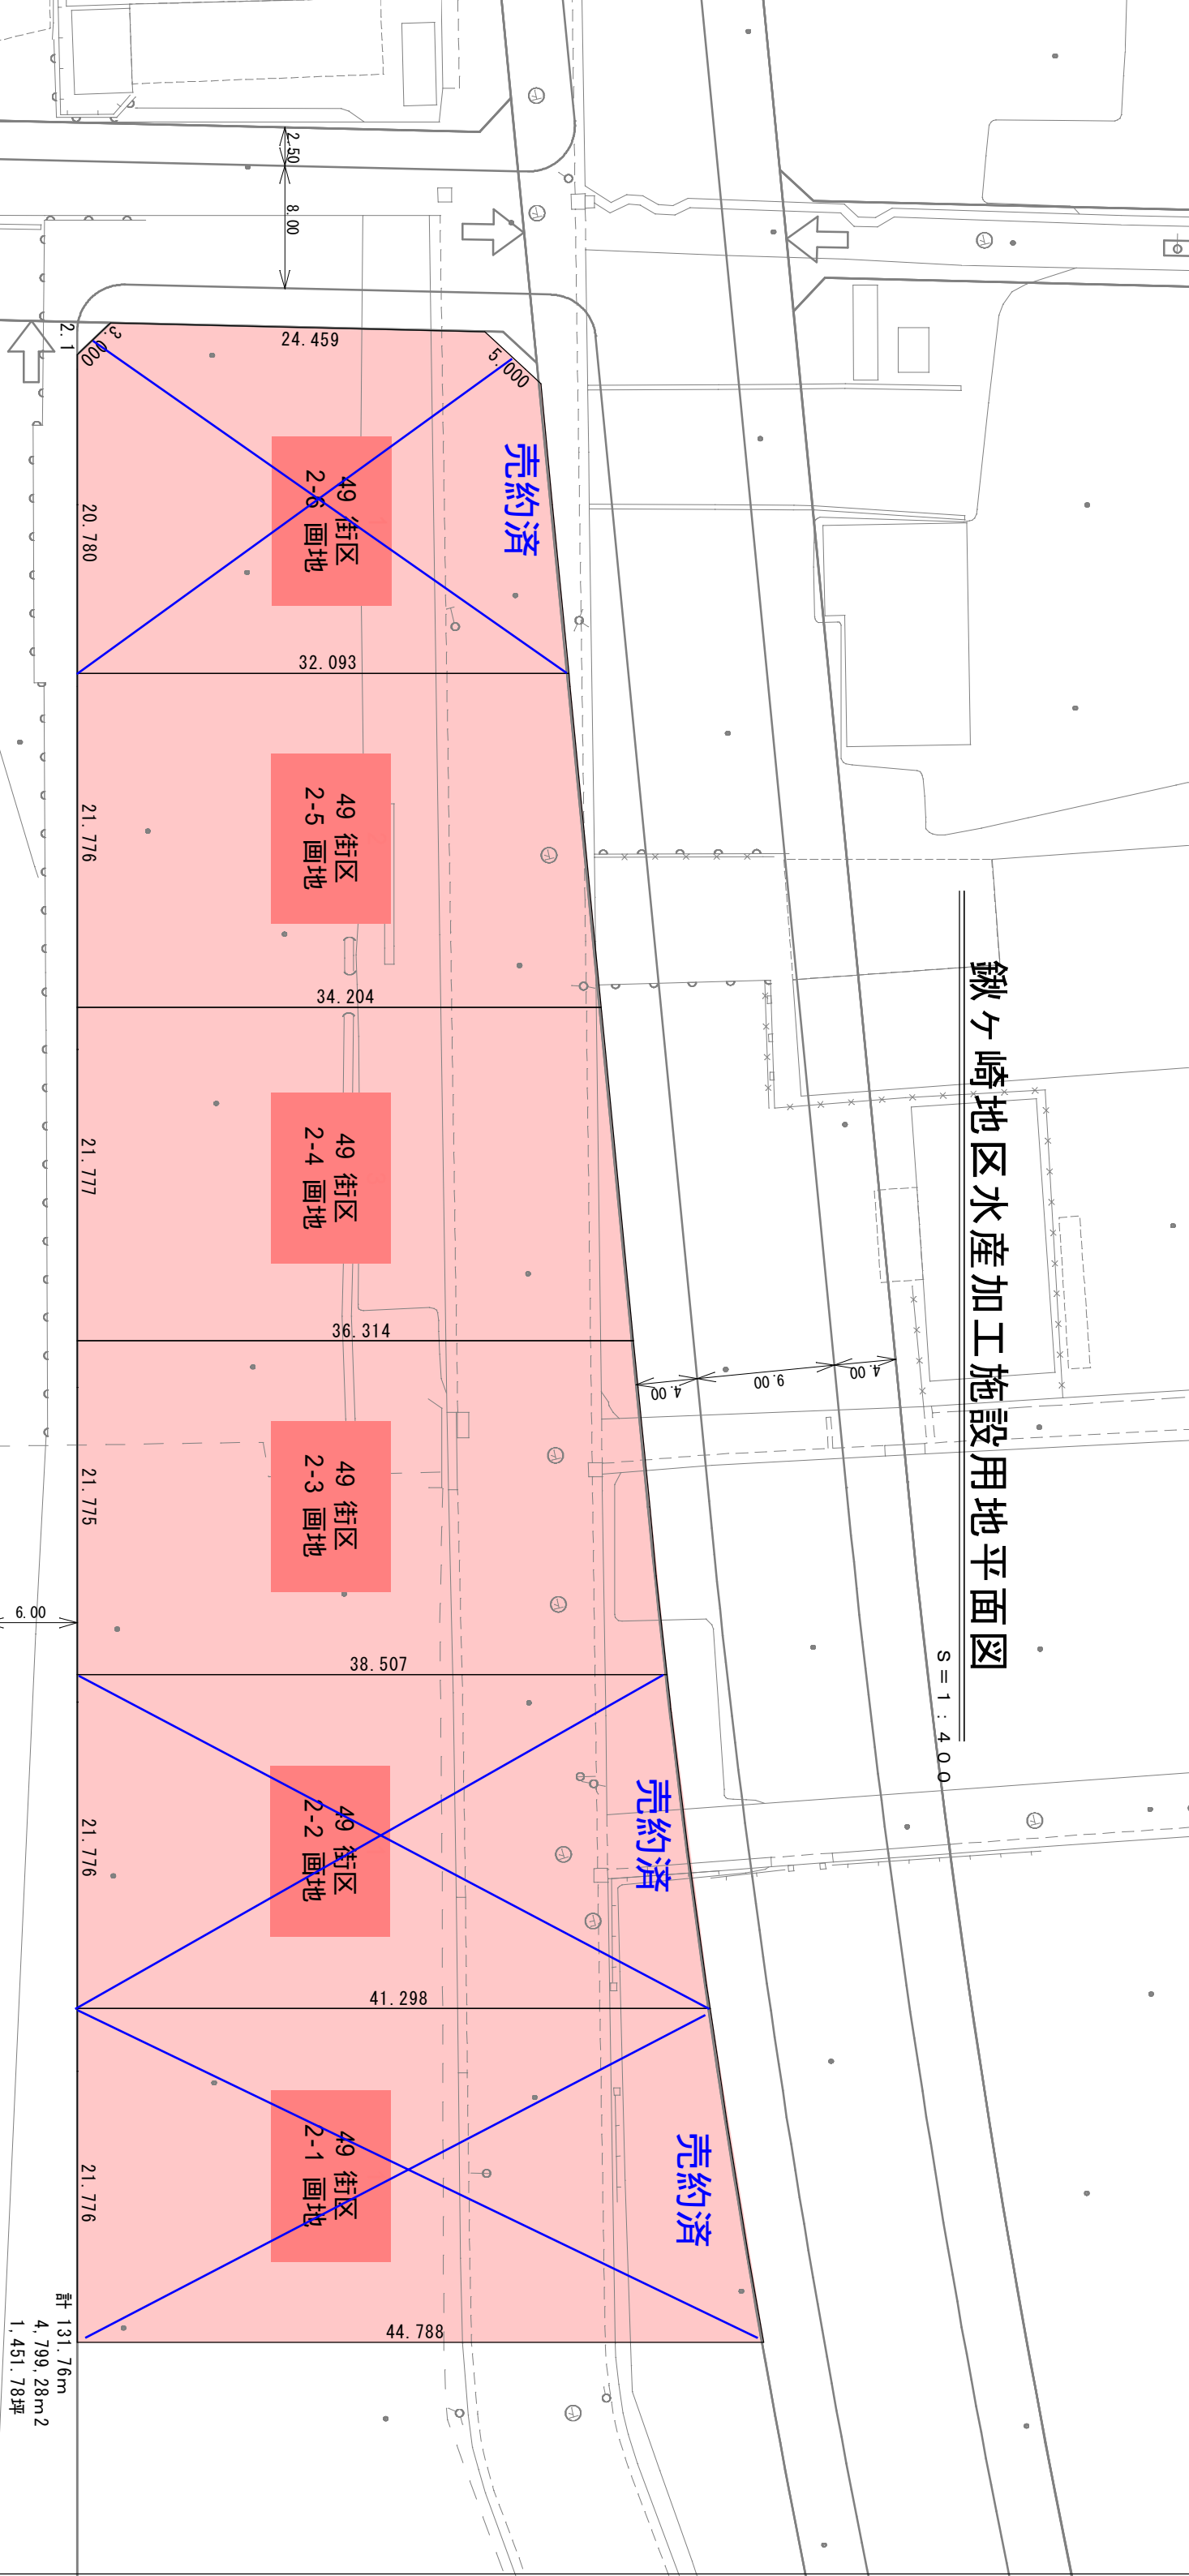 鍬ヶ崎地区水産加工施設用地平面図
S=1:400
2.50
8.00
24.459
3.000
2.1
5.000
売約済
49 街区
2-6 画地
20.780
32.093
49 街区
2-5 画地
21.776
34.204
49 街区
2-4 画地
21.777
36.314
4.00
9.00
4.00
49 街区
2-3 画地
21.775
6.00
38.507
売約済
49 街区
2-2 画地
21.776
41.298
売約済
49 街区
2-1 画地
21.776
44.788
計 131.76m
4,799,28m2
1,451.78坪